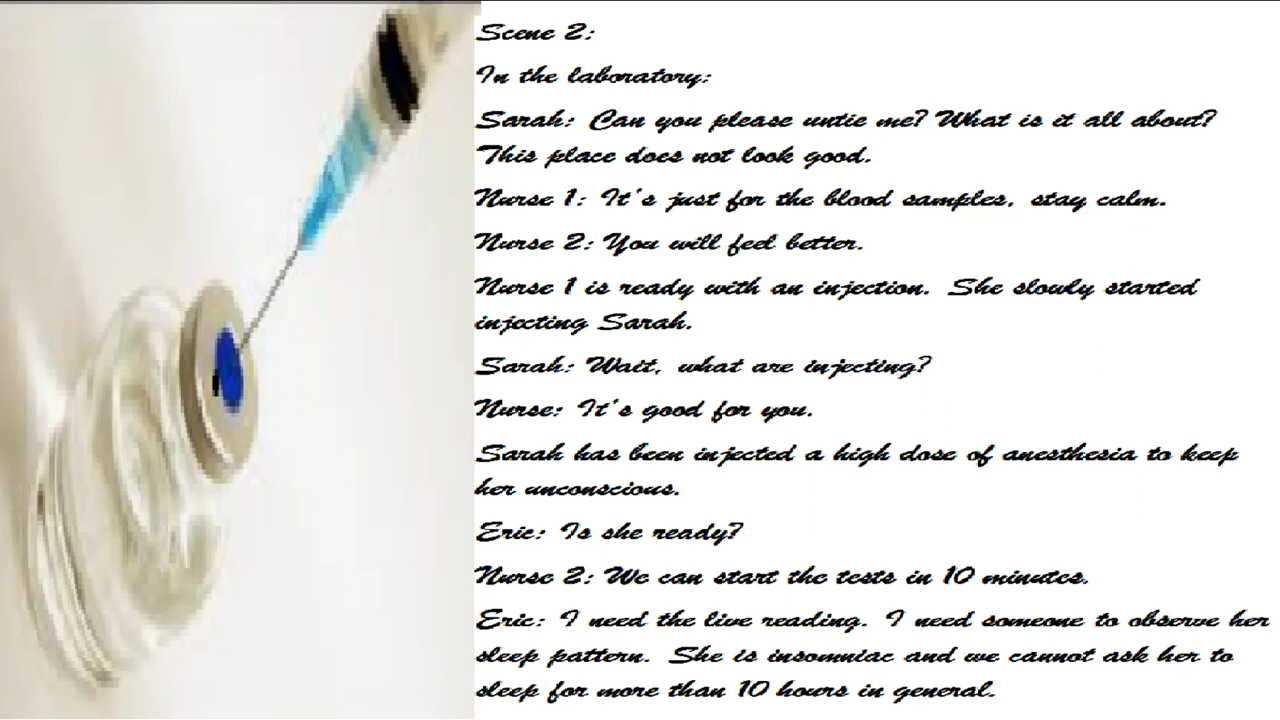 Scene 2:
In the laboratory:
Sarah: Can you please untie me? What is it all about?
This place does not look good.
Nurse 1: It's just for the blood samples, stay calm.
Nurse 2: You will feel better.
Nurse 1 is ready with an injection. She slowly started
injecting Sarah.
Sarah: Wait, what are injecting?
Nurse: It's good for you.
Sarah has been injected a high dose of anesthesia to keep
her unconscious.
Eric: Is she ready?
Nurse 2: We can start the tests in 10 minutes.
Eric: I need the live reading. I need someone to observe her
sleep pattern. She is insomniac and we cannot ask her to
sleep for more than 10 hours in general.